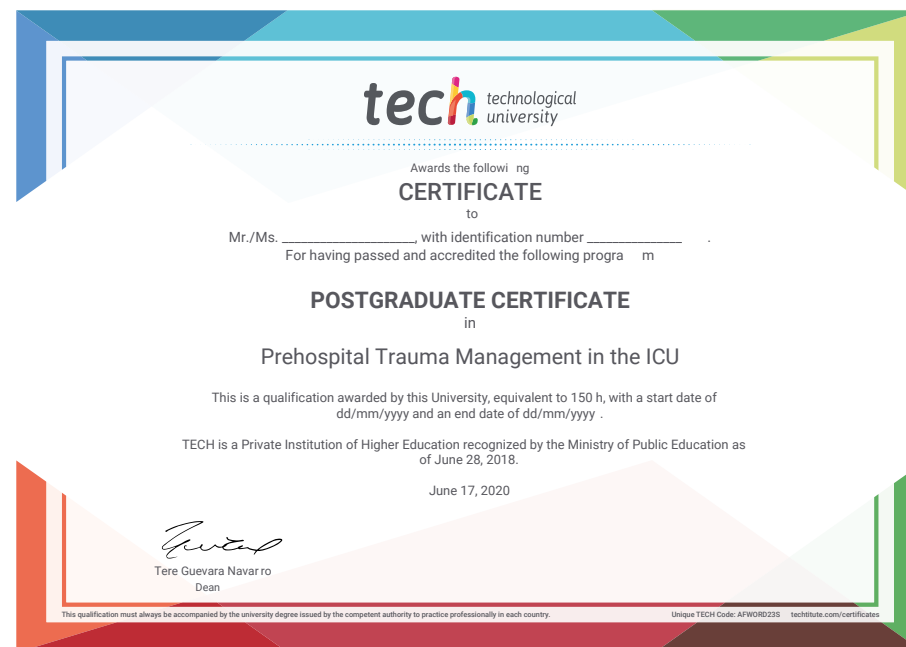 tech technological
university
Awards the followi ng
CERTIFICATE
to
Mr./Ms. ____________________, with identification number ______________ .
For having passed and accredited the following progra m
POSTGRADUATE CERTIFICATE
in
Prehospital Trauma Management in the ICU
This is a qualification awarded by this University, equivalent to 150 h, with a start date of
dd/mm/yyyy and an end date of dd/mm/yyyy .
TECH is a Private Institution of Higher Education recognized by the Ministry of Public Education as
of June 28, 2018.
June 17, 2020
Tere Guevara Navar ro
Dean
This qualification must always be accompanied by the university degree issued by the competent authority to practice professionally in each country.
Unique TECH Code: AFWORD23S techtitute.com/certificates